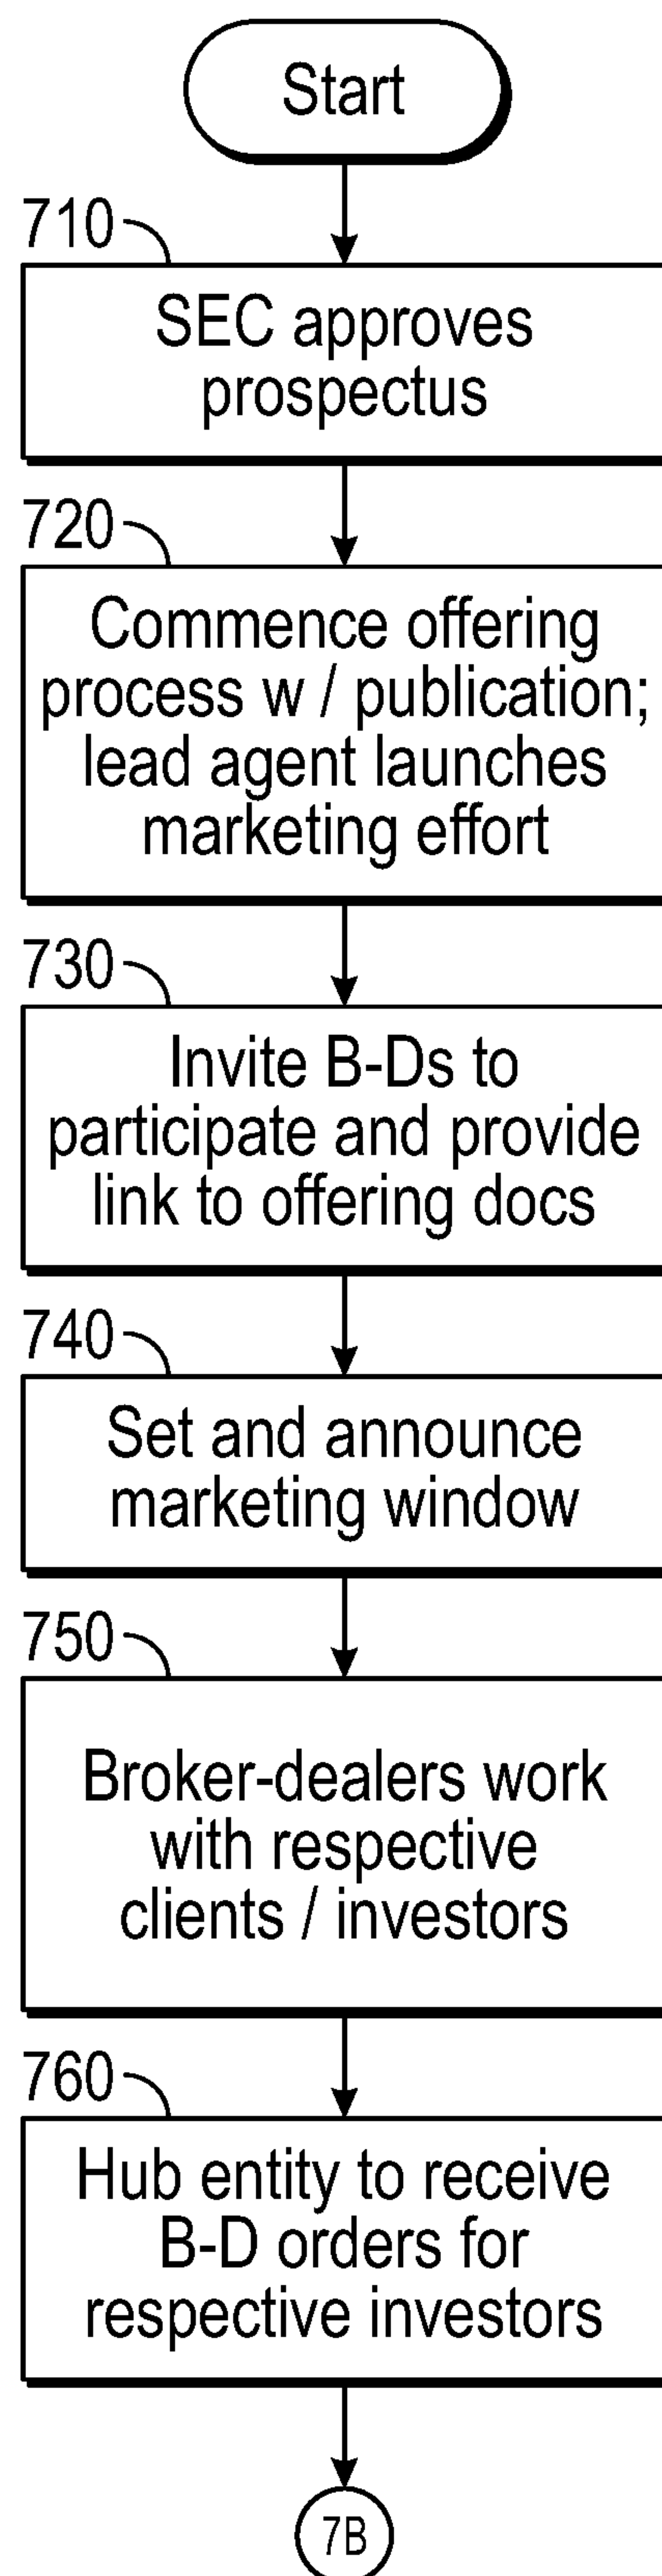 Start
710
SEC approves
prospectus
720
Commence offering
process w / publication;
lead agent launches
marketing effort
730
Invite B-Ds to
participate and provide
link to offering docs
740
Set and announce
marketing window
750
Broker-dealers work
with respective
clients / investors
760
Hub entity to receive
B-D orders for
respective investors
7B